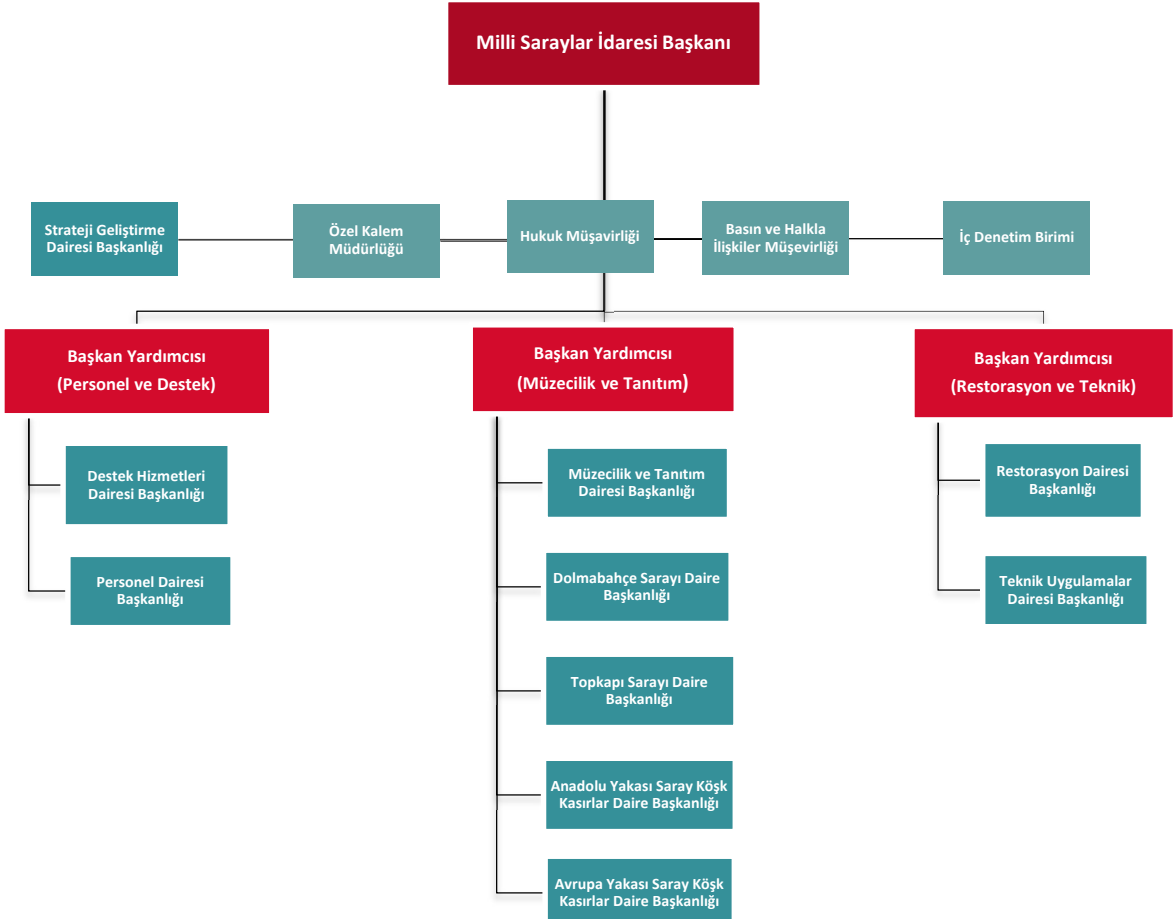 Milli Saraylar İdaresi Başkanı
Strateji Geliştirme
Dairesi Başkanlığı
Özel Kalem
Müdürlüğü
Hukuk Müşavirliği
Basın ve Halkla
İlişkiler Müşevirliği
İç Denetim Birimi
Başkan Yardımcısı
(Personel ve Destek)
Destek Hizmetleri
Dairesi Başkanlığı
Personel Dairesi
Başkanlığı
Başkan Yardımcısı
(Müzecilik ve Tanıtım)
Müzecilik ve Tanıtım
Dairesi Başkanlığı
Dolmabahçe Sarayı Daire
Başkanlığı
Topkapı Sarayı Daire
Başkanlığı
Anadolu Yakası Saray Köşk
Kasırlar Daire Başkanlığı
Avrupa Yakası Saray Köşk
Kasırlar Daire Başkanlığı
Başkan Yardımcısı
(Restorasyon ve Teknik)
Restorasyon Dairesi
Başkanlığı
Teknik Uygulamalar
Dairesi Başkanlığı